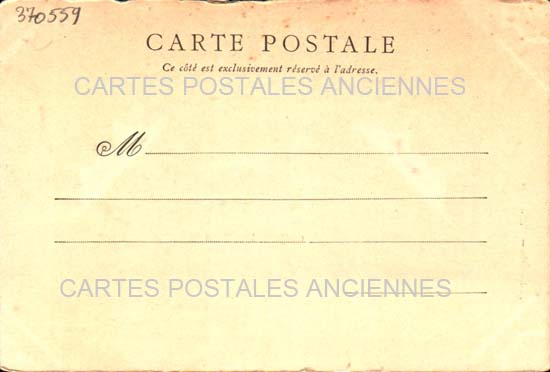 370559
CARTE POSTALE
Ce côté est exclusivement réservé à l'adresse.
CARTES POSTALES ANCIENNES
M
CARTES POSTALES ANCIENNES